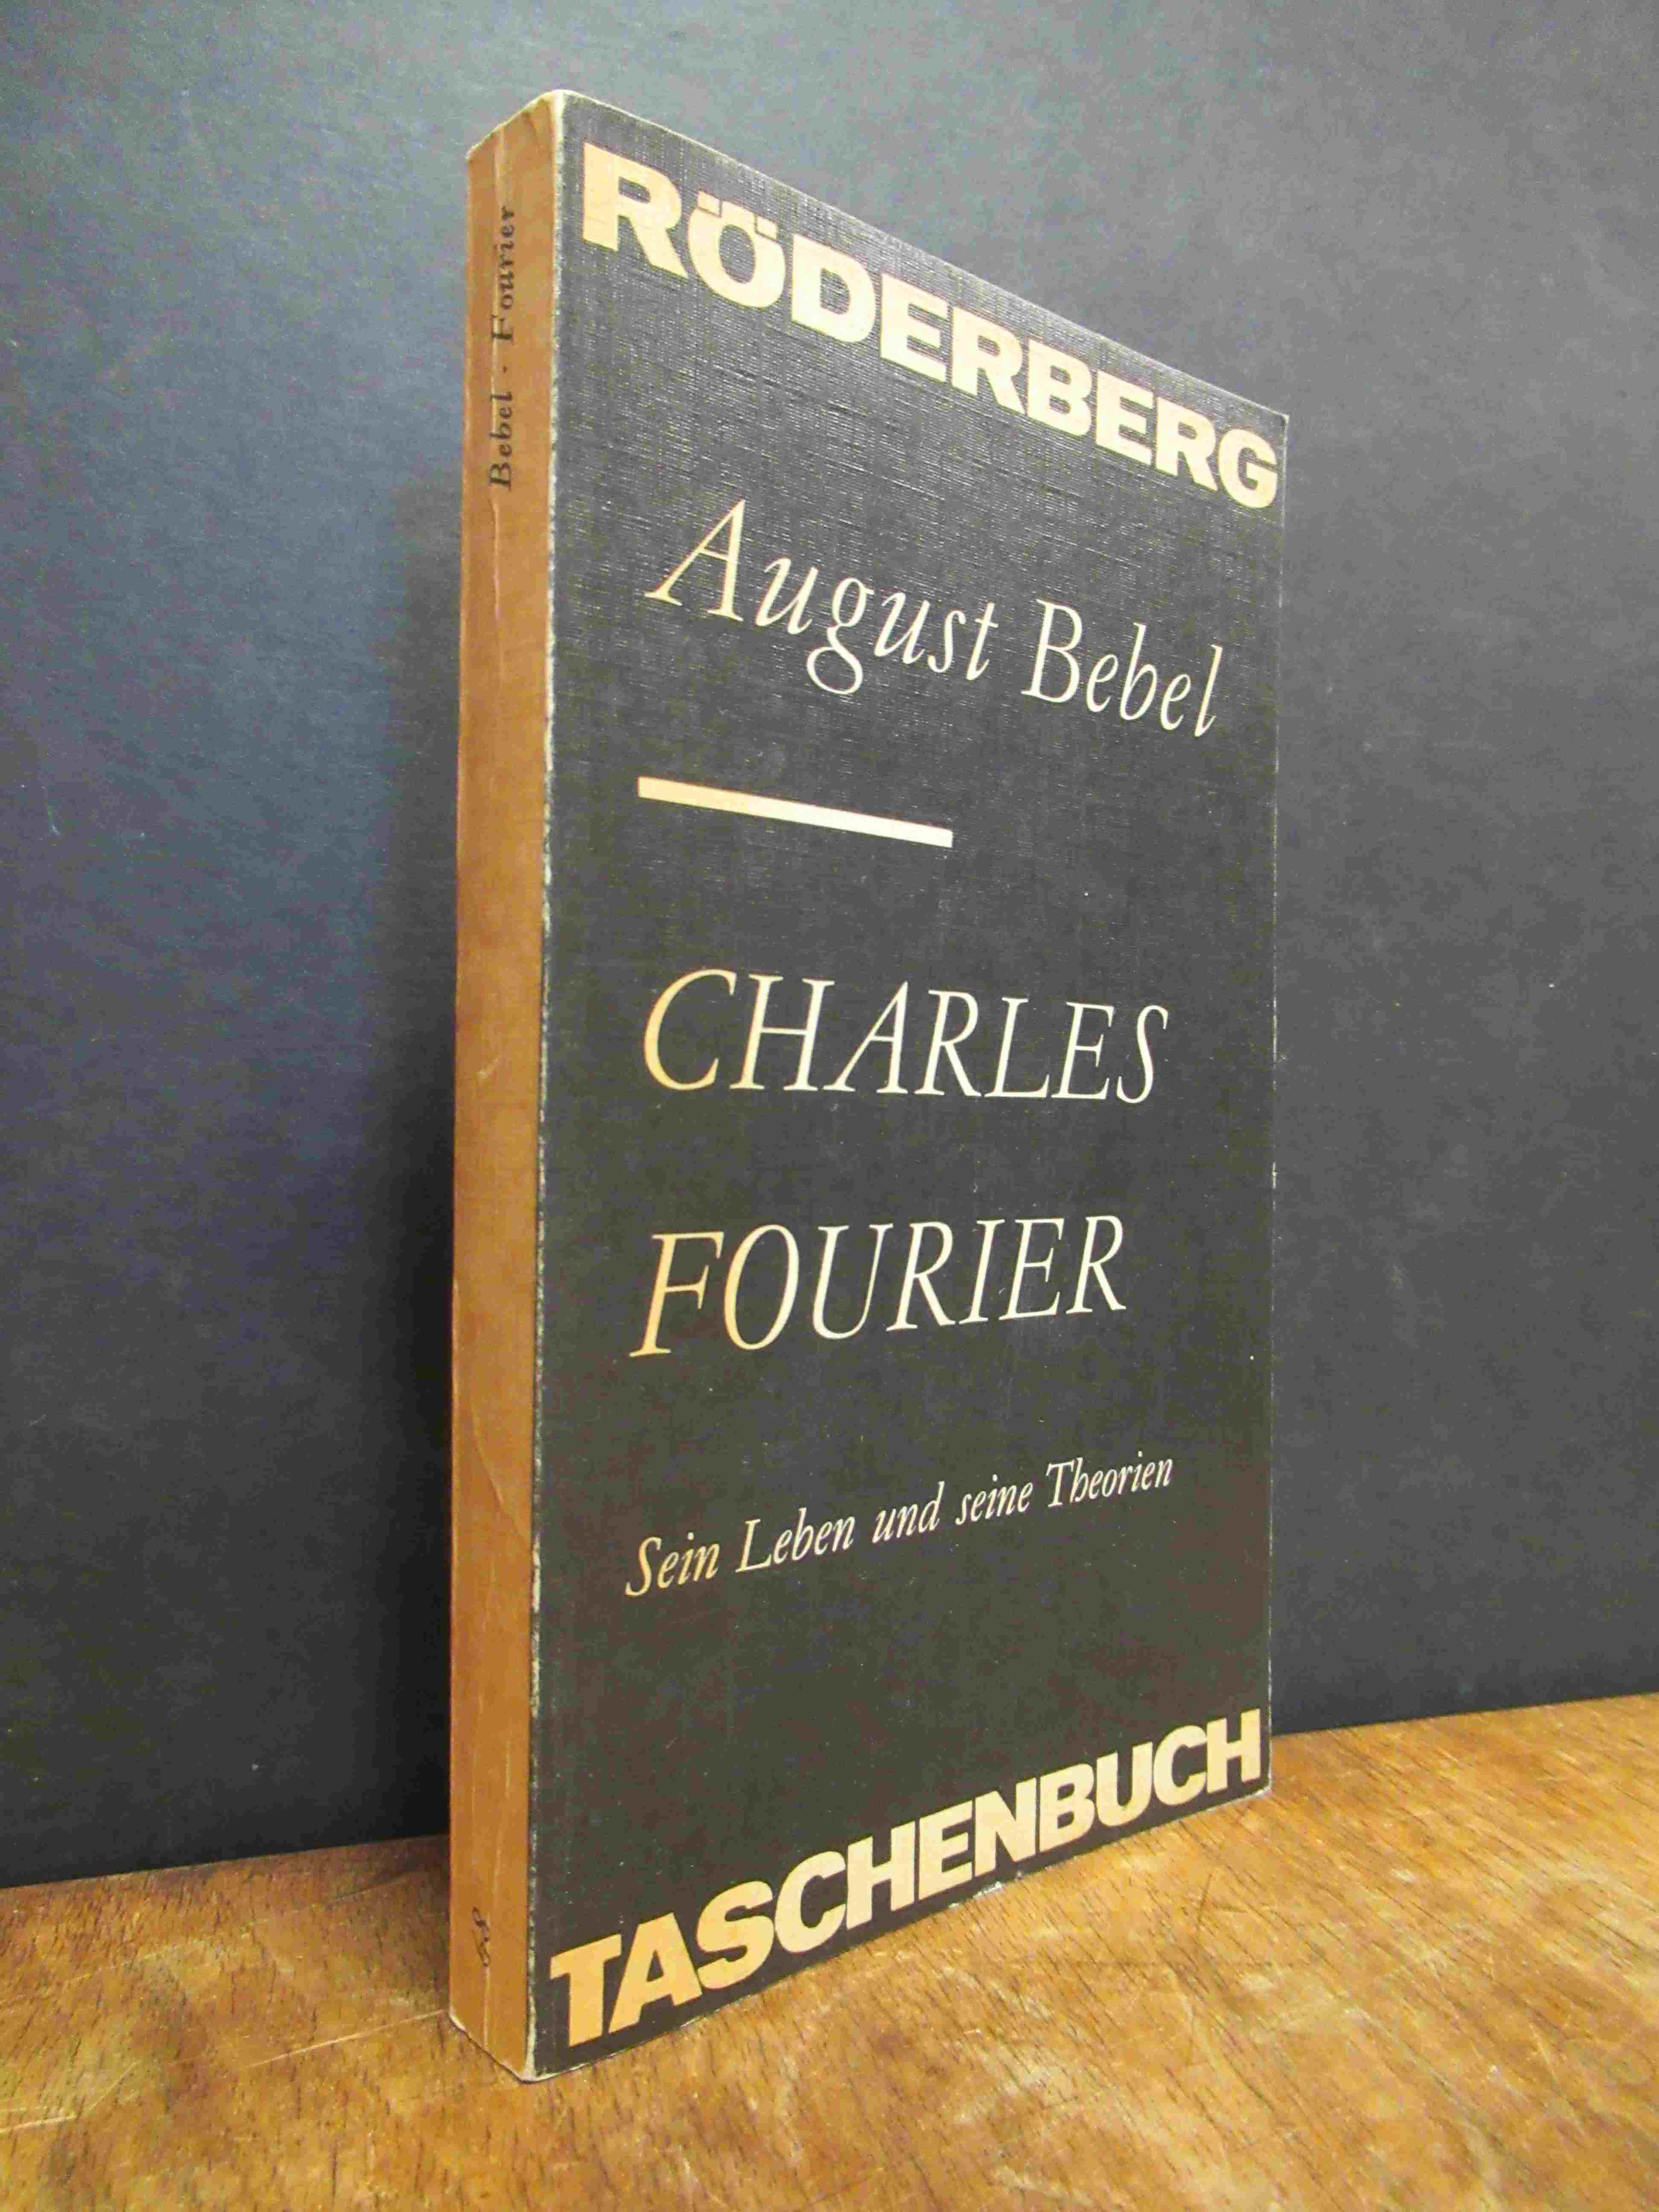 RÖDERBERG
August Bebel
CHARLES
FOURIER
Sein Leben und seine Theorien
TASCHENBUCH
Bebel · Fourier